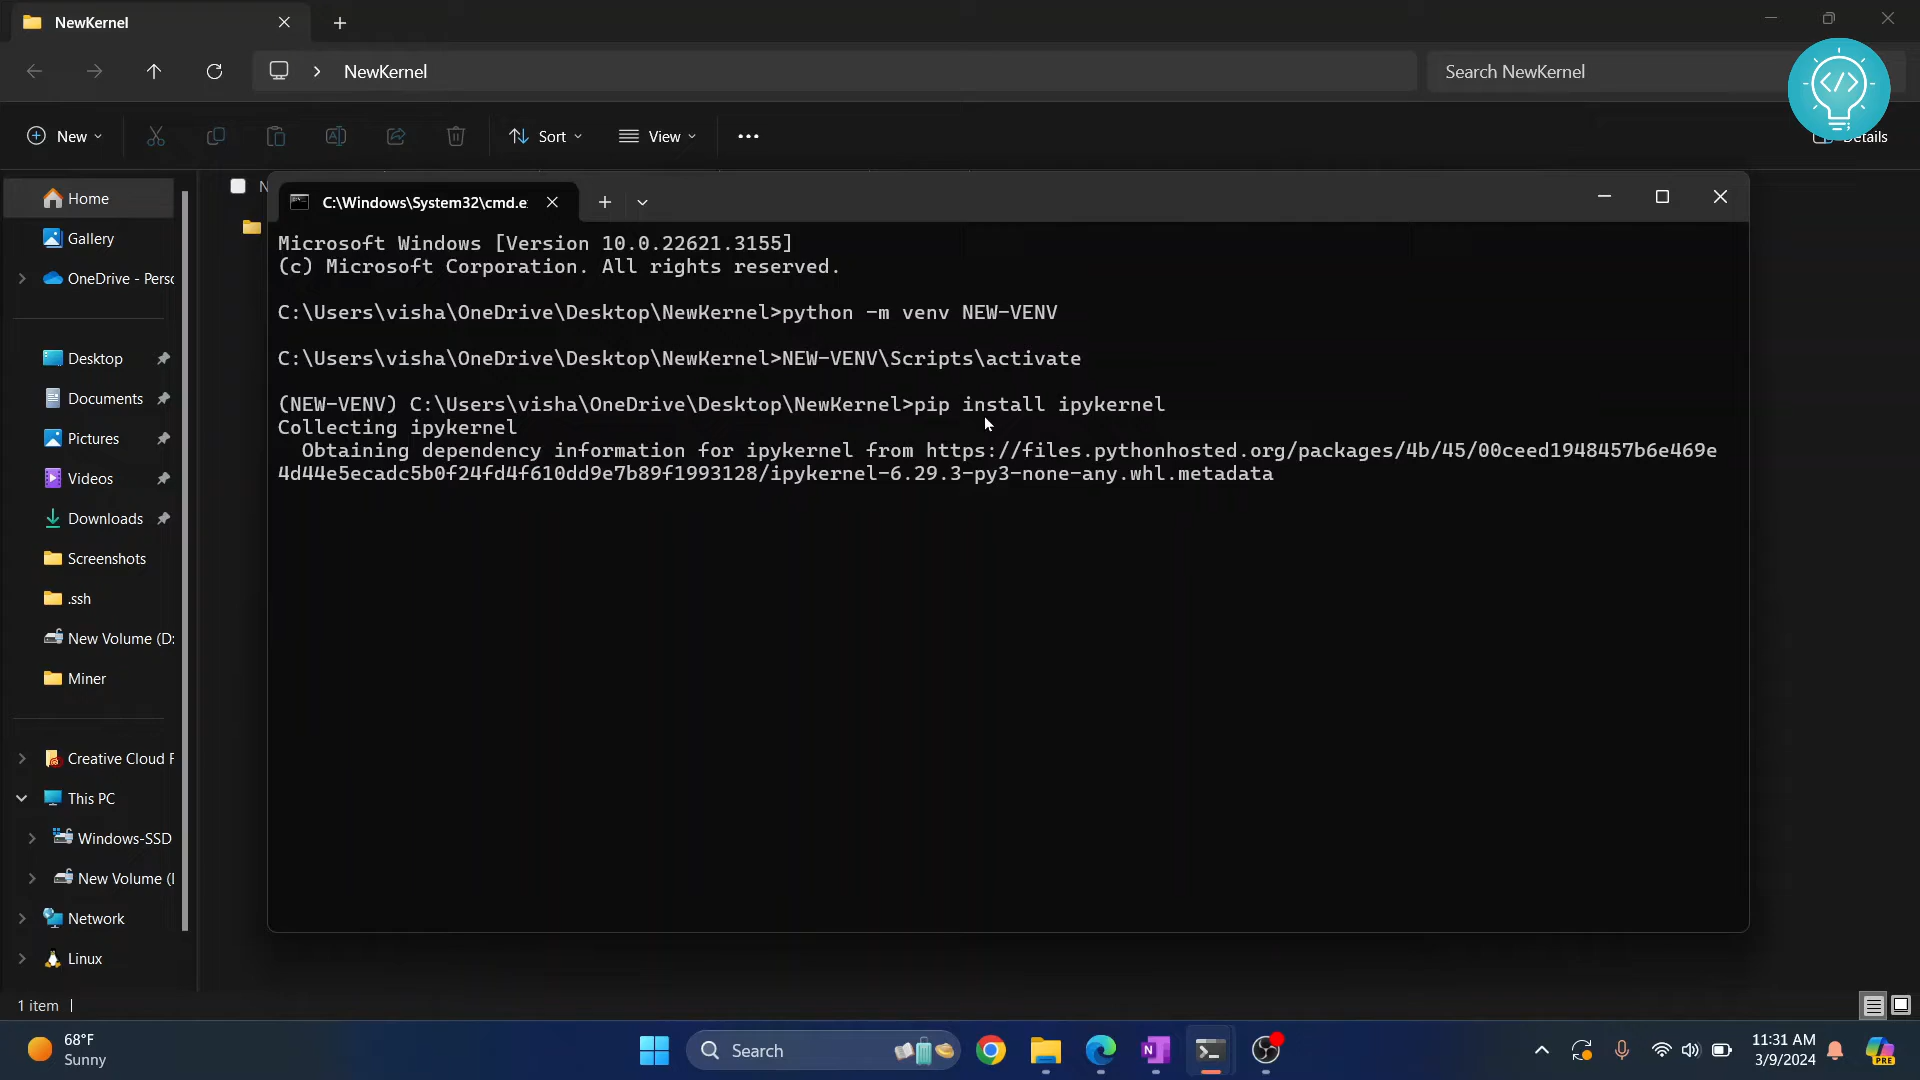 NewKernel
NewKernel
Search NewKernel
New
Sort
View
Home
Gallery
OneDrive - Pers
Desktop
Documents
Pictures
Videos
Downloads
Screenshots
.ssh
New Volume (D:
Miner
Creative Cloud F
This PC
Windows-SSD
New Volume (
Network
Linux
1 item
C:\Windows\System32\cmd.e
Microsoft Windows [Version 10.0.22621.3155]
(c) Microsoft Corporation. All rights reserved.
C:\Users\visha\OneDrive\Desktop\NewKernel>python -m venv NEW-VENV
C:\Users\visha\OneDrive\Desktop\NewKernel>NEW-VENV\Scripts\activate
(NEW-VENV) C:\Users\visha\OneDrive\Desktop\NewKernel>pip install ipykernel
Collecting ipykernel
Obtaining dependency information for ipykernel from https://files.pythonhosted.org/packages/4b/45/00ceed1948457b6e469e
4d44e5ecadc5b0f24fd4f610dd9e7b89f1993128/ipykernel-6.29.3-py3-none-any.whl.metadata
68°F
Sunny
Search
11:31 AM
3/9/2024
PRE